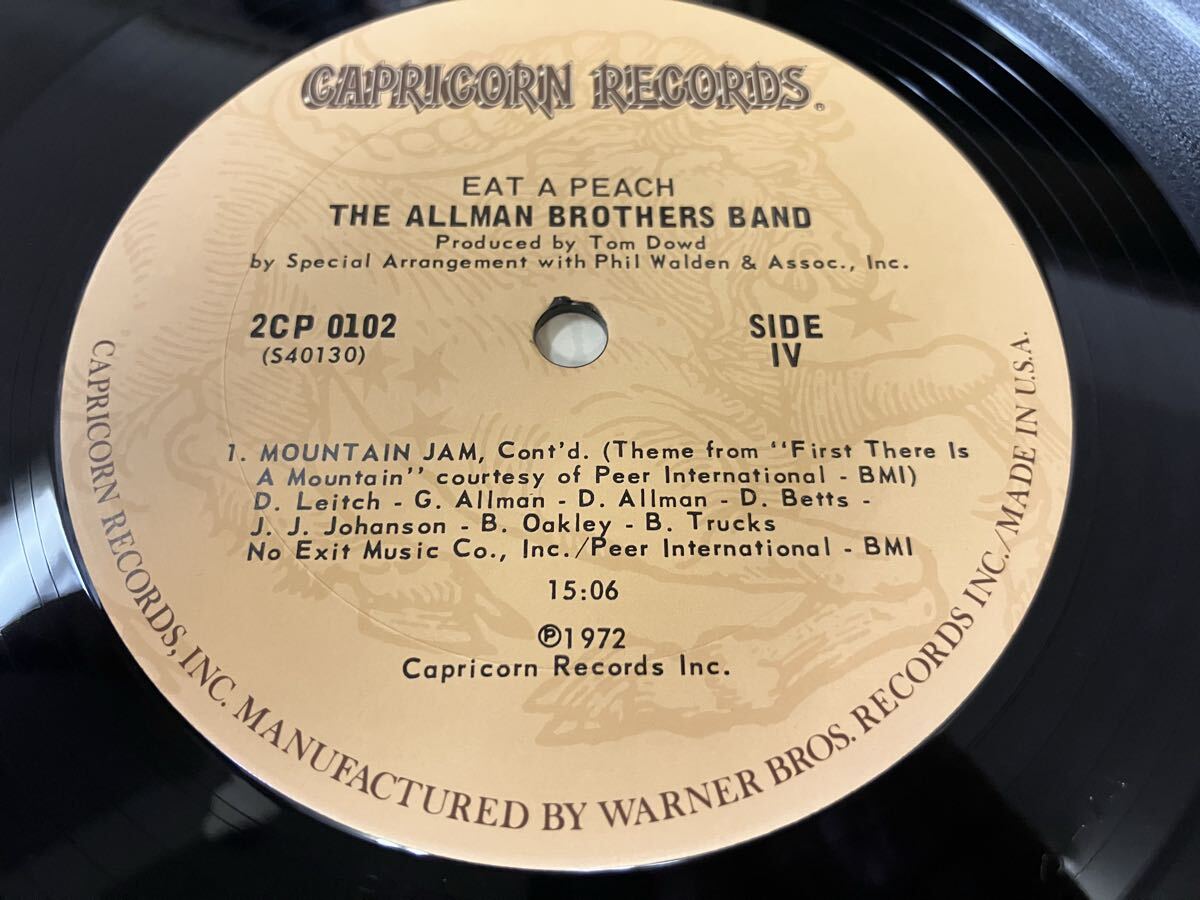 CAPRICORN RECORDS®
EAT A PEACH
THE ALLMAN BROTHERS BAND
Produced by Tom Dowd
by Special Arrangement with Phil Walden & Assoc., Inc.
2CP 0102
(S40130)
SIDE
IV
1. MOUNTAIN JAM, Cont'd. (Theme from "First There Is
A Mountain" courtesy of Peer International - BMI)
D. Leitch - G. Allman - D. Allman - D. Betts -
J. J. Johanson - B. Oakley - B. Trucks
No Exit Music Co., Inc./Peer International - BMI
15:06
℗1972
Capricorn Records Inc.
CAPRICORN RECORDS, INC. MANUFACTURED BY WARNER BROS. RECORDS INC./MADE IN U.S.A.